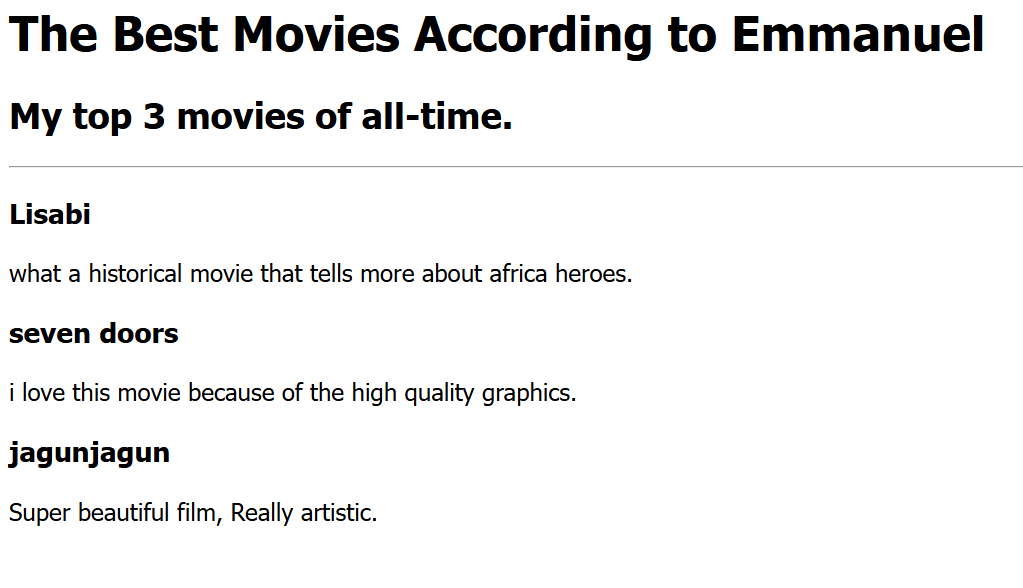 The Best Movies According to Emmanuel
My top 3 movies of all-time.
Lisabi
what a historical movie that tells more about africa heroes.
seven doors
i love this movie because of the high quality graphics.
jagunjagun
Super beautiful film, Really artistic.